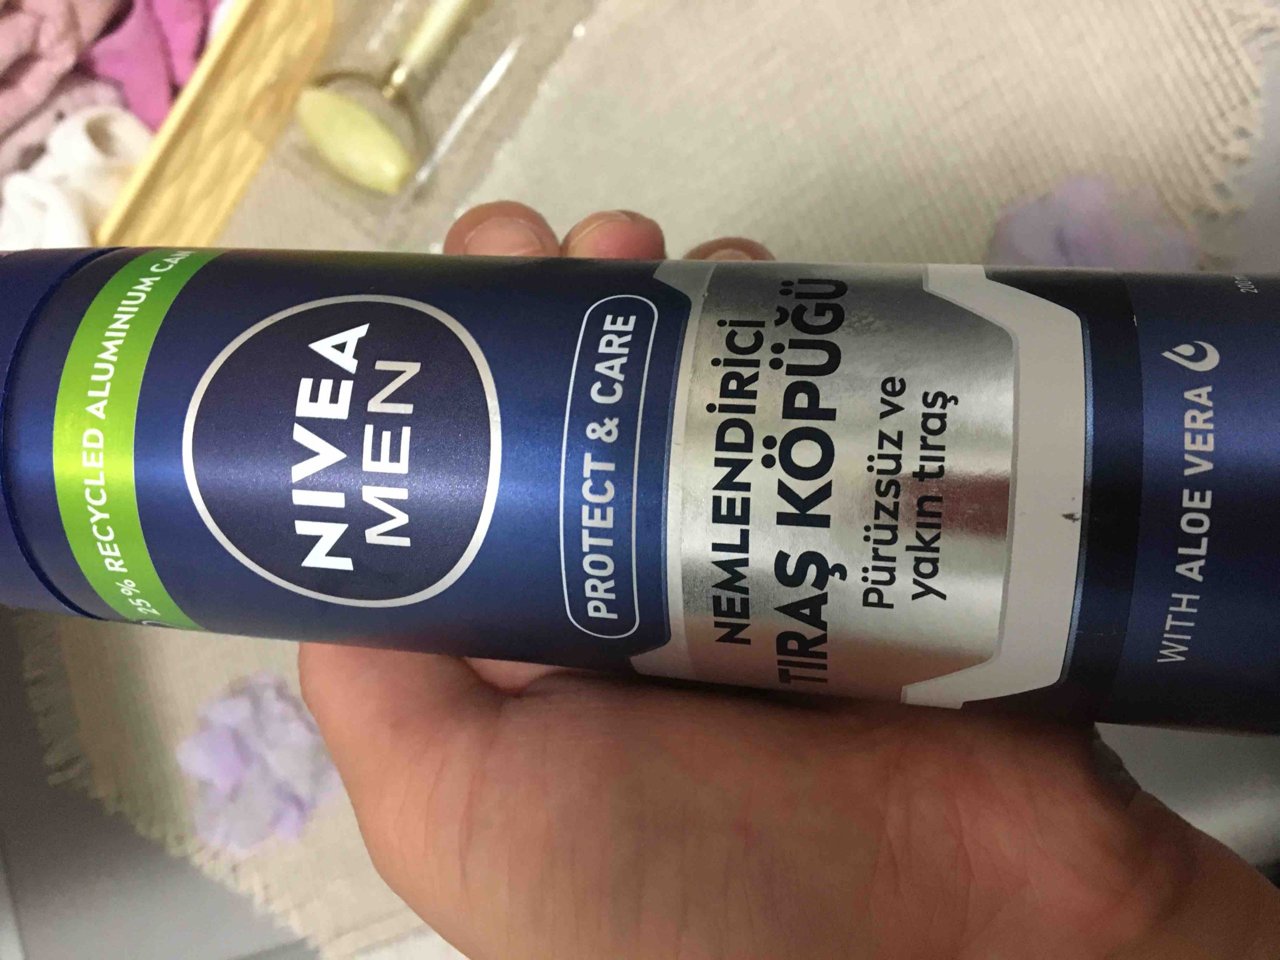 25% RECYCLED ALUMINIUM CAN
NIVEA
MEN
PROTECT & CARE
NEMLENDİRİCİ
TIRAŞ KÖPÜĞÜ
Pürüzsüz ve
yakın tıraş
WITH ALOE VERA